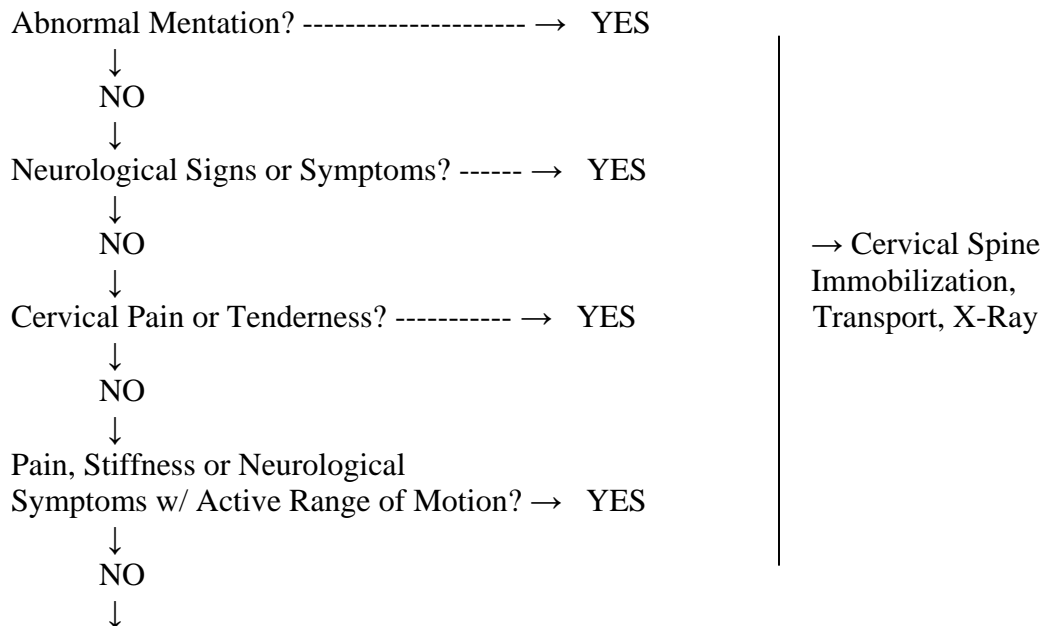 Abnormal Mentation? --------------------- → YES
↓
NO
↓
Neurological Signs or Symptoms? ------ → YES
↓
NO
↓
Cervical Pain or Tenderness? ----------- → YES
↓
NO
↓
Pain, Stiffness or Neurological
Symptoms w/ Active Range of Motion? → YES
↓
NO
↓
→ Cervical Spine
Immobilization,
Transport, X-Ray